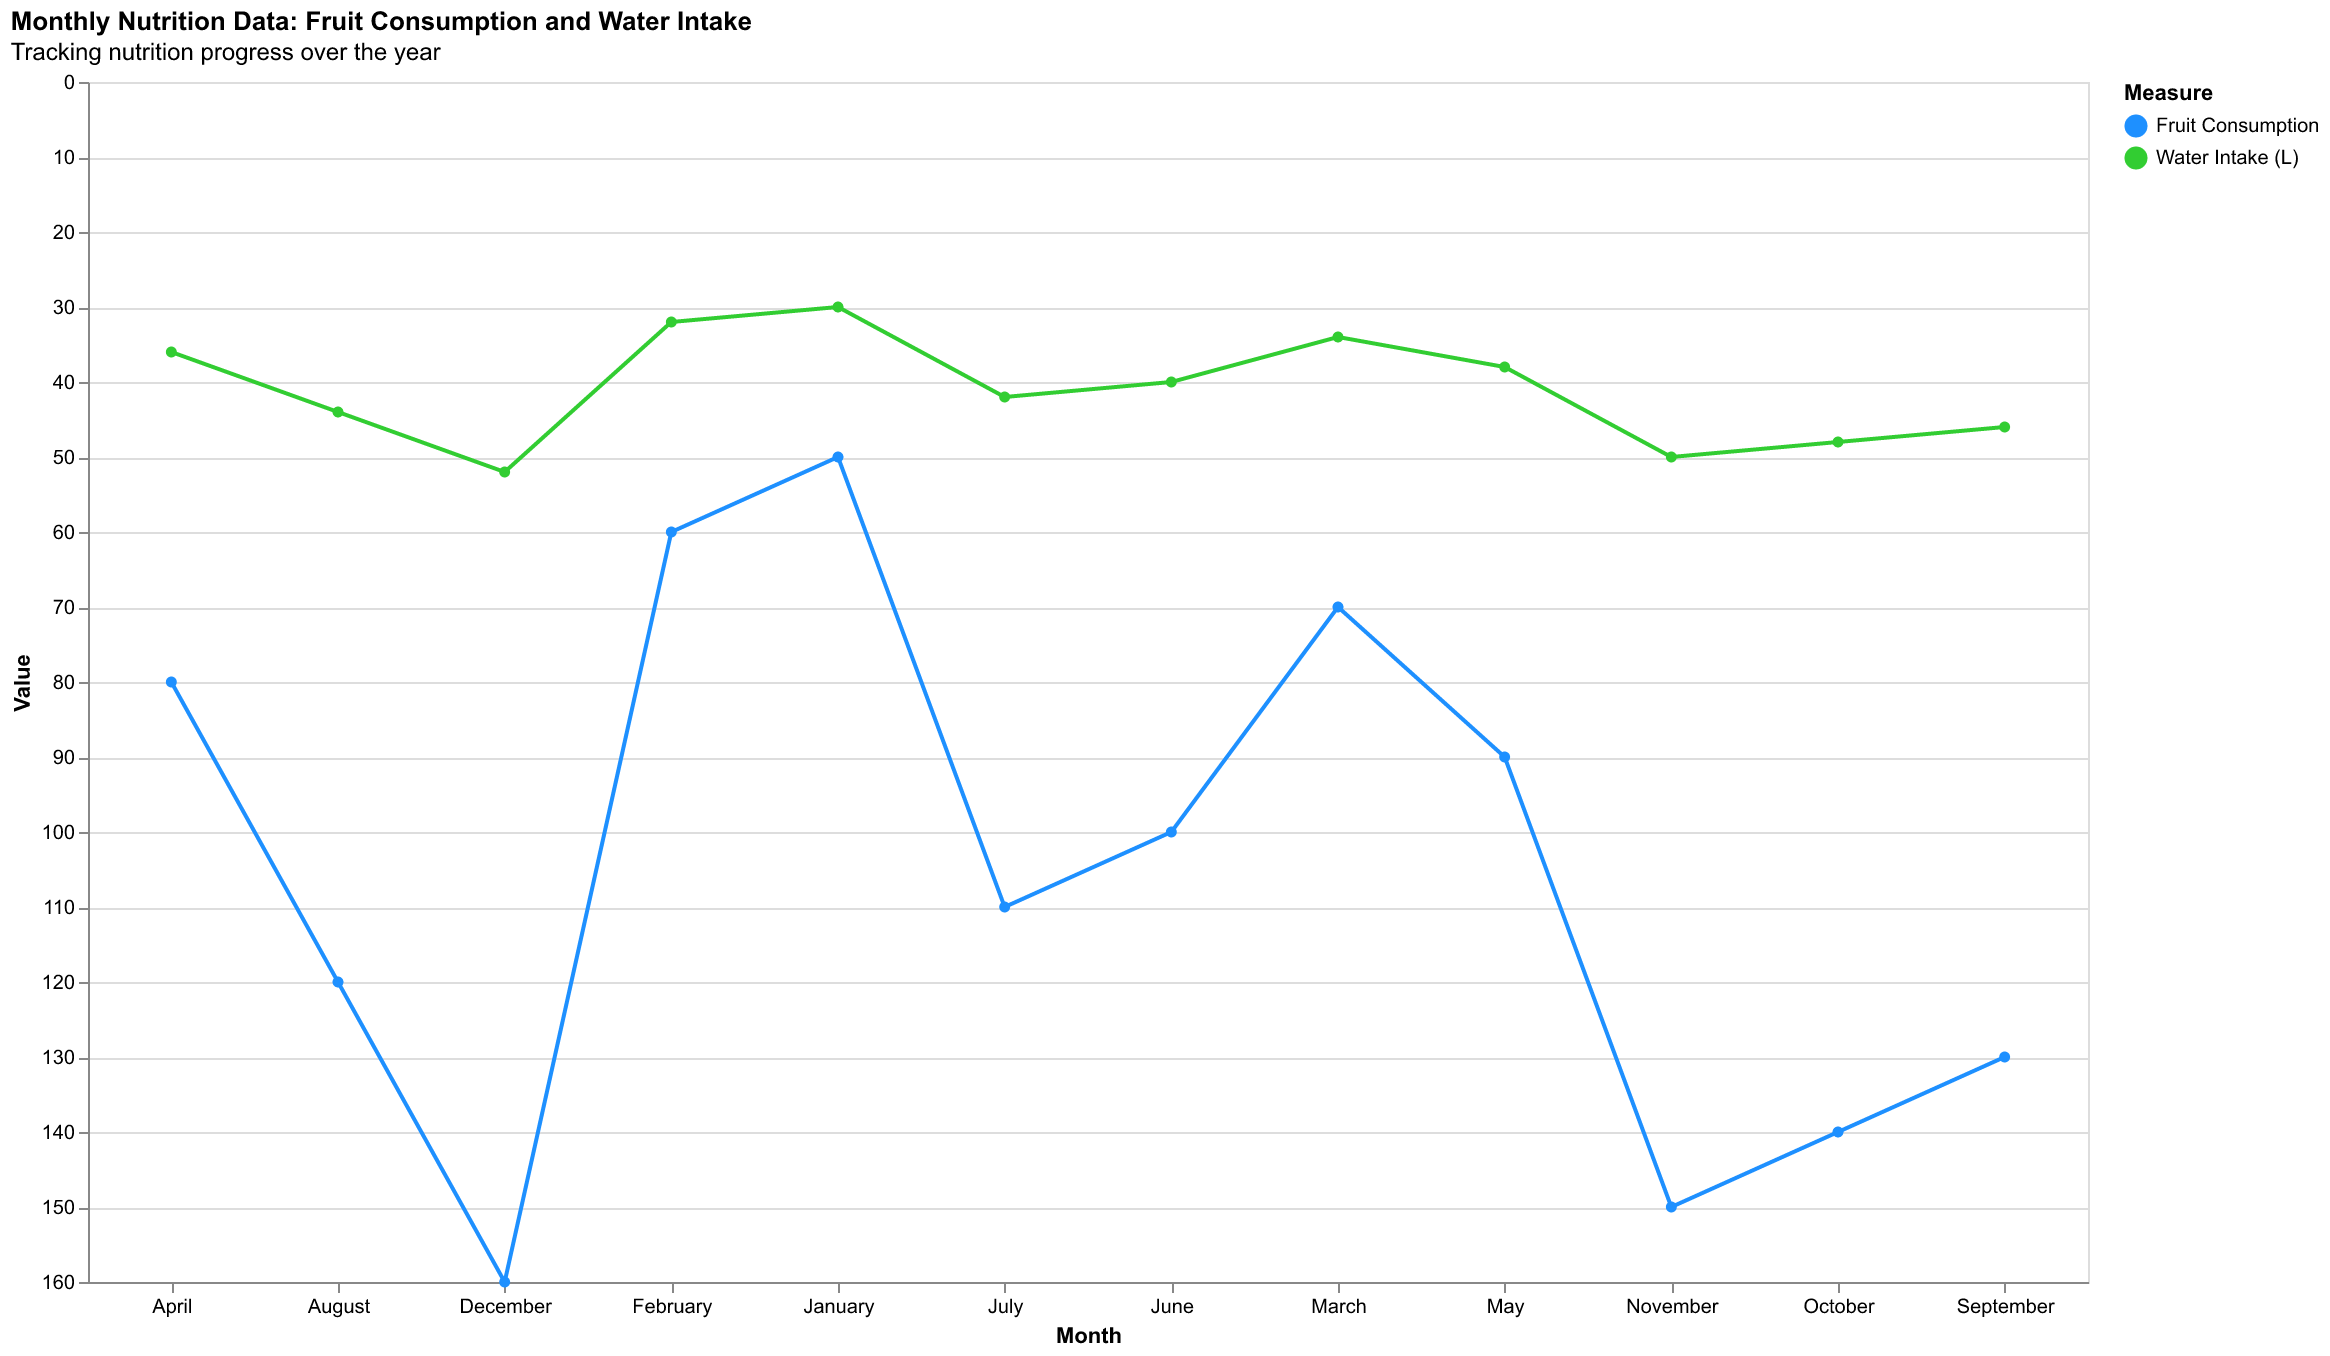 Monthly Nutrition Data: Fruit Consumption and Water Intake
Tracking nutrition progress over the year
0
10
20
30
40
50
60
70
80
90
100
110
120
130
140
150
160
Value
April
August
December
February
January
July
June
March
May
November
October
September
Month
Measure
Fruit Consumption
Water Intake (L)